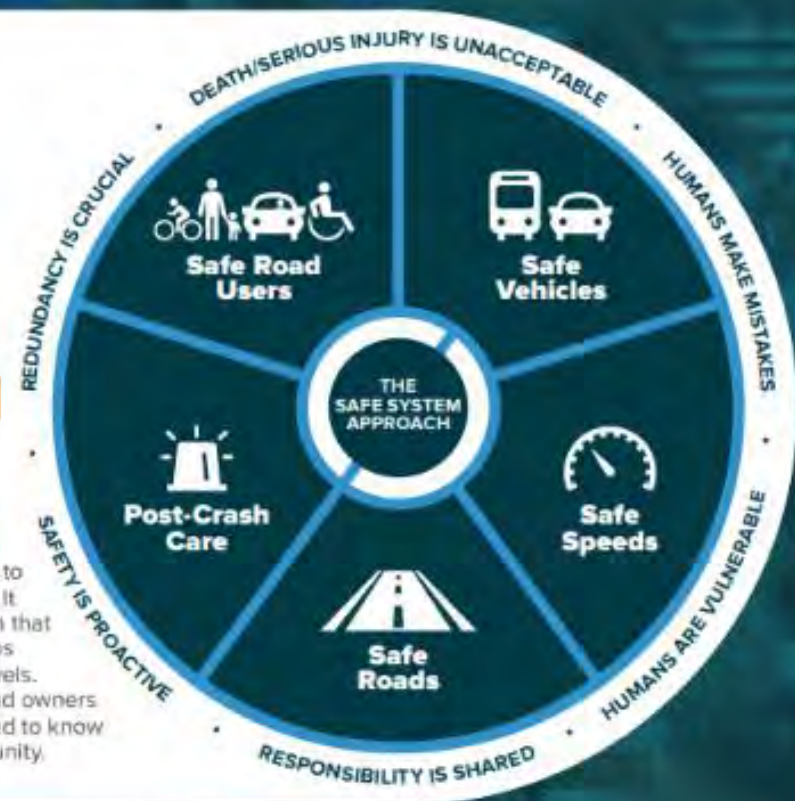 DEATH/SERIOUS INJURY IS UNACCEPTABLE
HUMANS MAKE MISTAKES
HUMANS ARE VULNERABLE
RESPONSIBILITY IS SHARED
SAFETY IS PROACTIVE
REDUNDANCY IS CRUCIAL
Safe Road
Users
Safe
Vehicles
THE
SAFE SYSTEM
APPROACH
Post-Crash
Care
Safe
Speeds
Safe
Roads
to
It
that
vels.
d owners
d to know
nity.